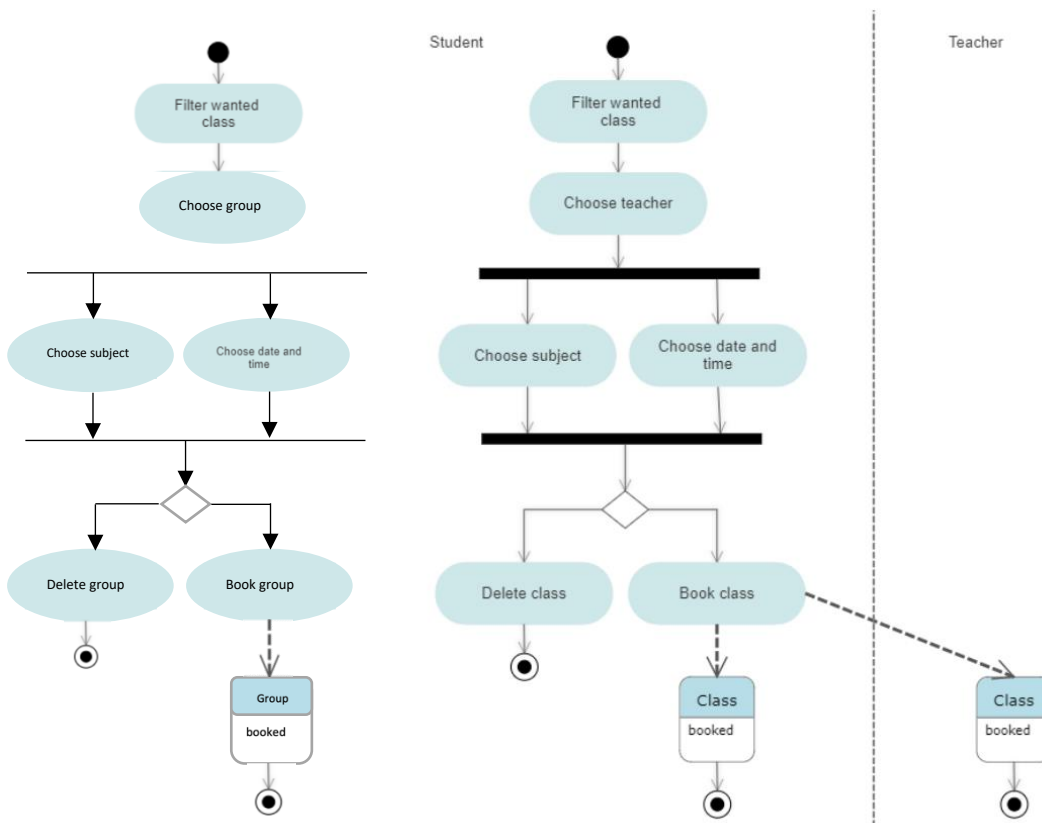 Student
Teacher
Filter wanted
class
Choose group
Choose subject
Choose date and
time
Delete group
Book group
Group
booked
Filter wanted
class
Choose teacher
Choose subject
Choose date and
time
Delete class
Book class
Class
booked
Class
booked